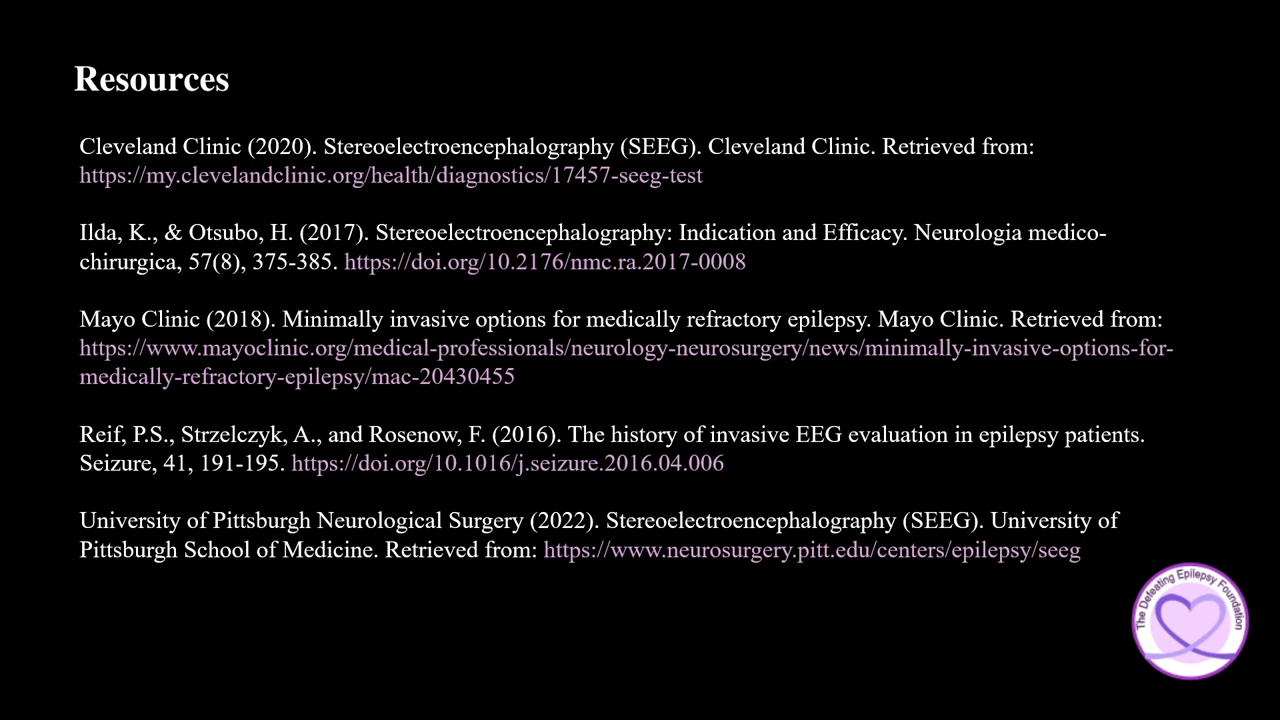 Resources
Cleveland Clinic (2020). Stereoelectroencephalography (SEEG). Cleveland Clinic. Retrieved from:
https://my.clevelandclinic.org/health/diagnostics/17457-seeg-test
Ilda, K., & Otsubo, H. (2017). Stereoelectroencephalography: Indication and Efficacy. Neurologia medico-
chirurgica, 57(8), 375-385. https://doi.org/10.2176/nmc.ra.2017-0008
Mayo Clinic (2018). Minimally invasive options for medically refractory epilepsy. Mayo Clinic. Retrieved from:
https://www.mayoclinic.org/medical-professionals/neurology-neurosurgery/news/minimally-invasive-options-for-
medically-refractory-epilepsy/mac-20430455
Reif, P.S., Strzelczyk, A., and Rosenow, F. (2016). The history of invasive EEG evaluation in epilepsy patients.
Seizure, 41, 191-195. https://doi.org/10.1016/j.seizure.2016.04.006
University of Pittsburgh Neurological Surgery (2022). Stereoelectroencephalography (SEEG). University of
Pittsburgh School of Medicine. Retrieved from: https://www.neurosurgery.pitt.edu/centers/epilepsy/seeg
The Defeating Epilepsy Foundation